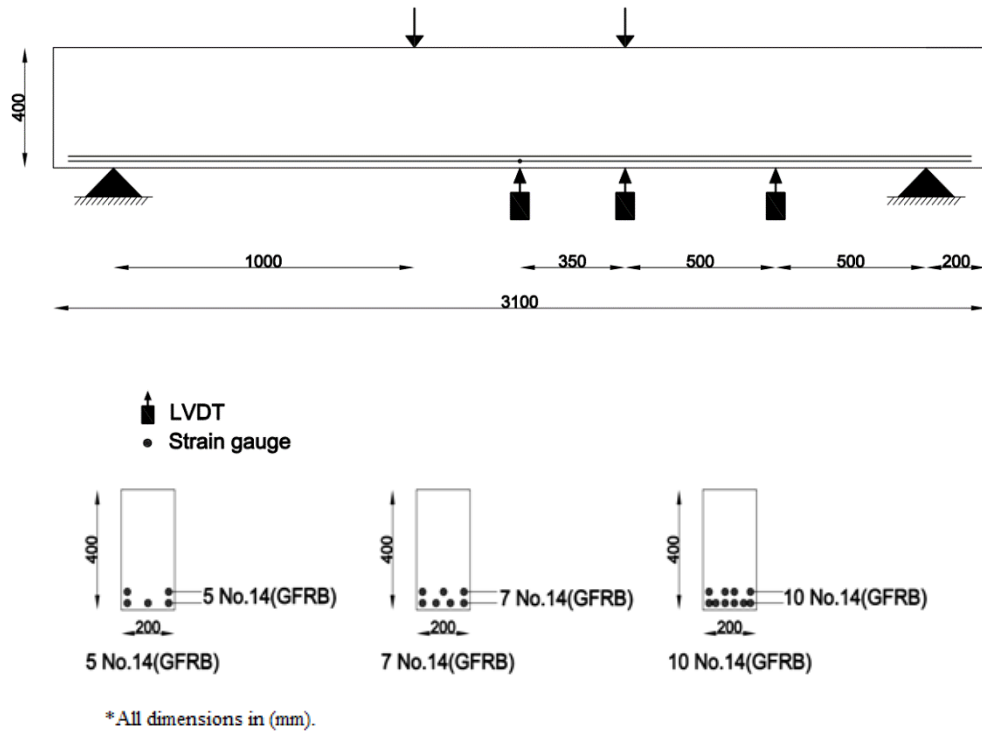 400
1000
350
500
500
200
3100
LVDT
Strain gauge
400
5 No.14(GFRB)
200
5 No.14(GFRB)
400
7 No.14(GFRB)
200
7 No.14(GFRB)
400
10 No.14(GFRB)
200
10 No.14(GFRB)
*All dimensions in (mm).